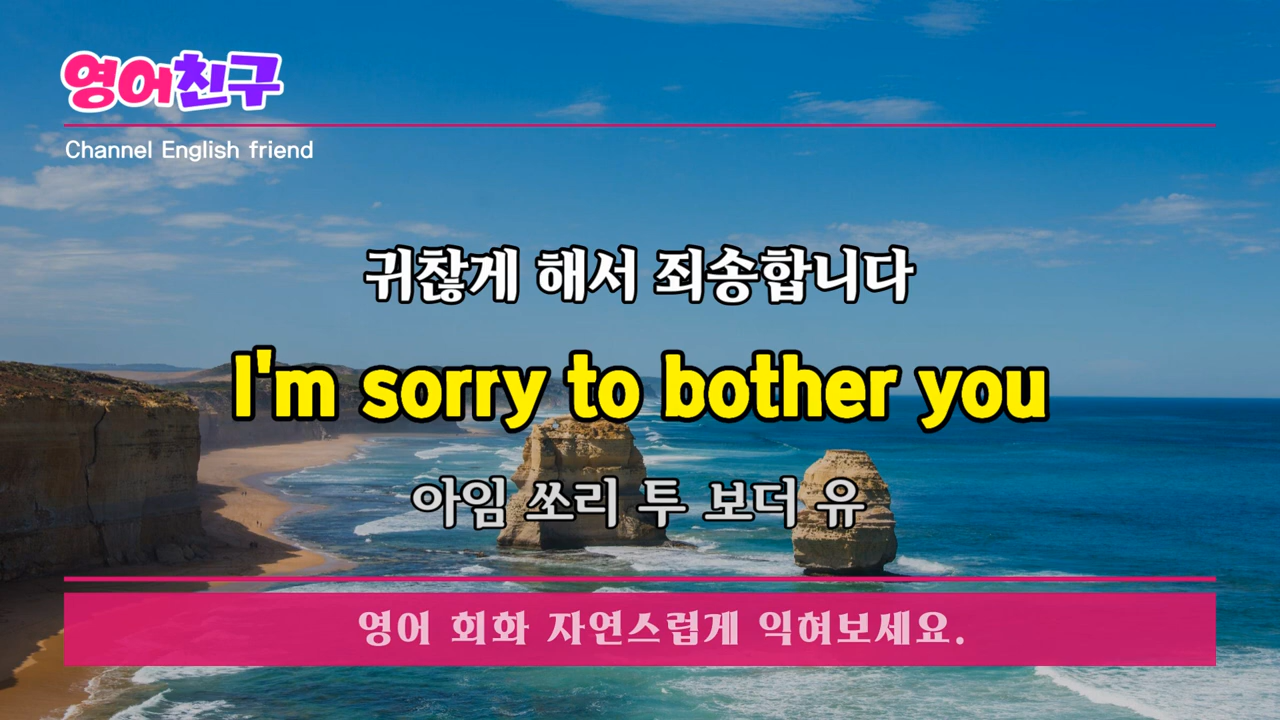 영어친구
Channel English friend
귀찮게 해서 죄송합니다
I'm sorry to bother you
아임 쏘리 투 보더 유
영어 회화 자연스럽게 익혀보세요.